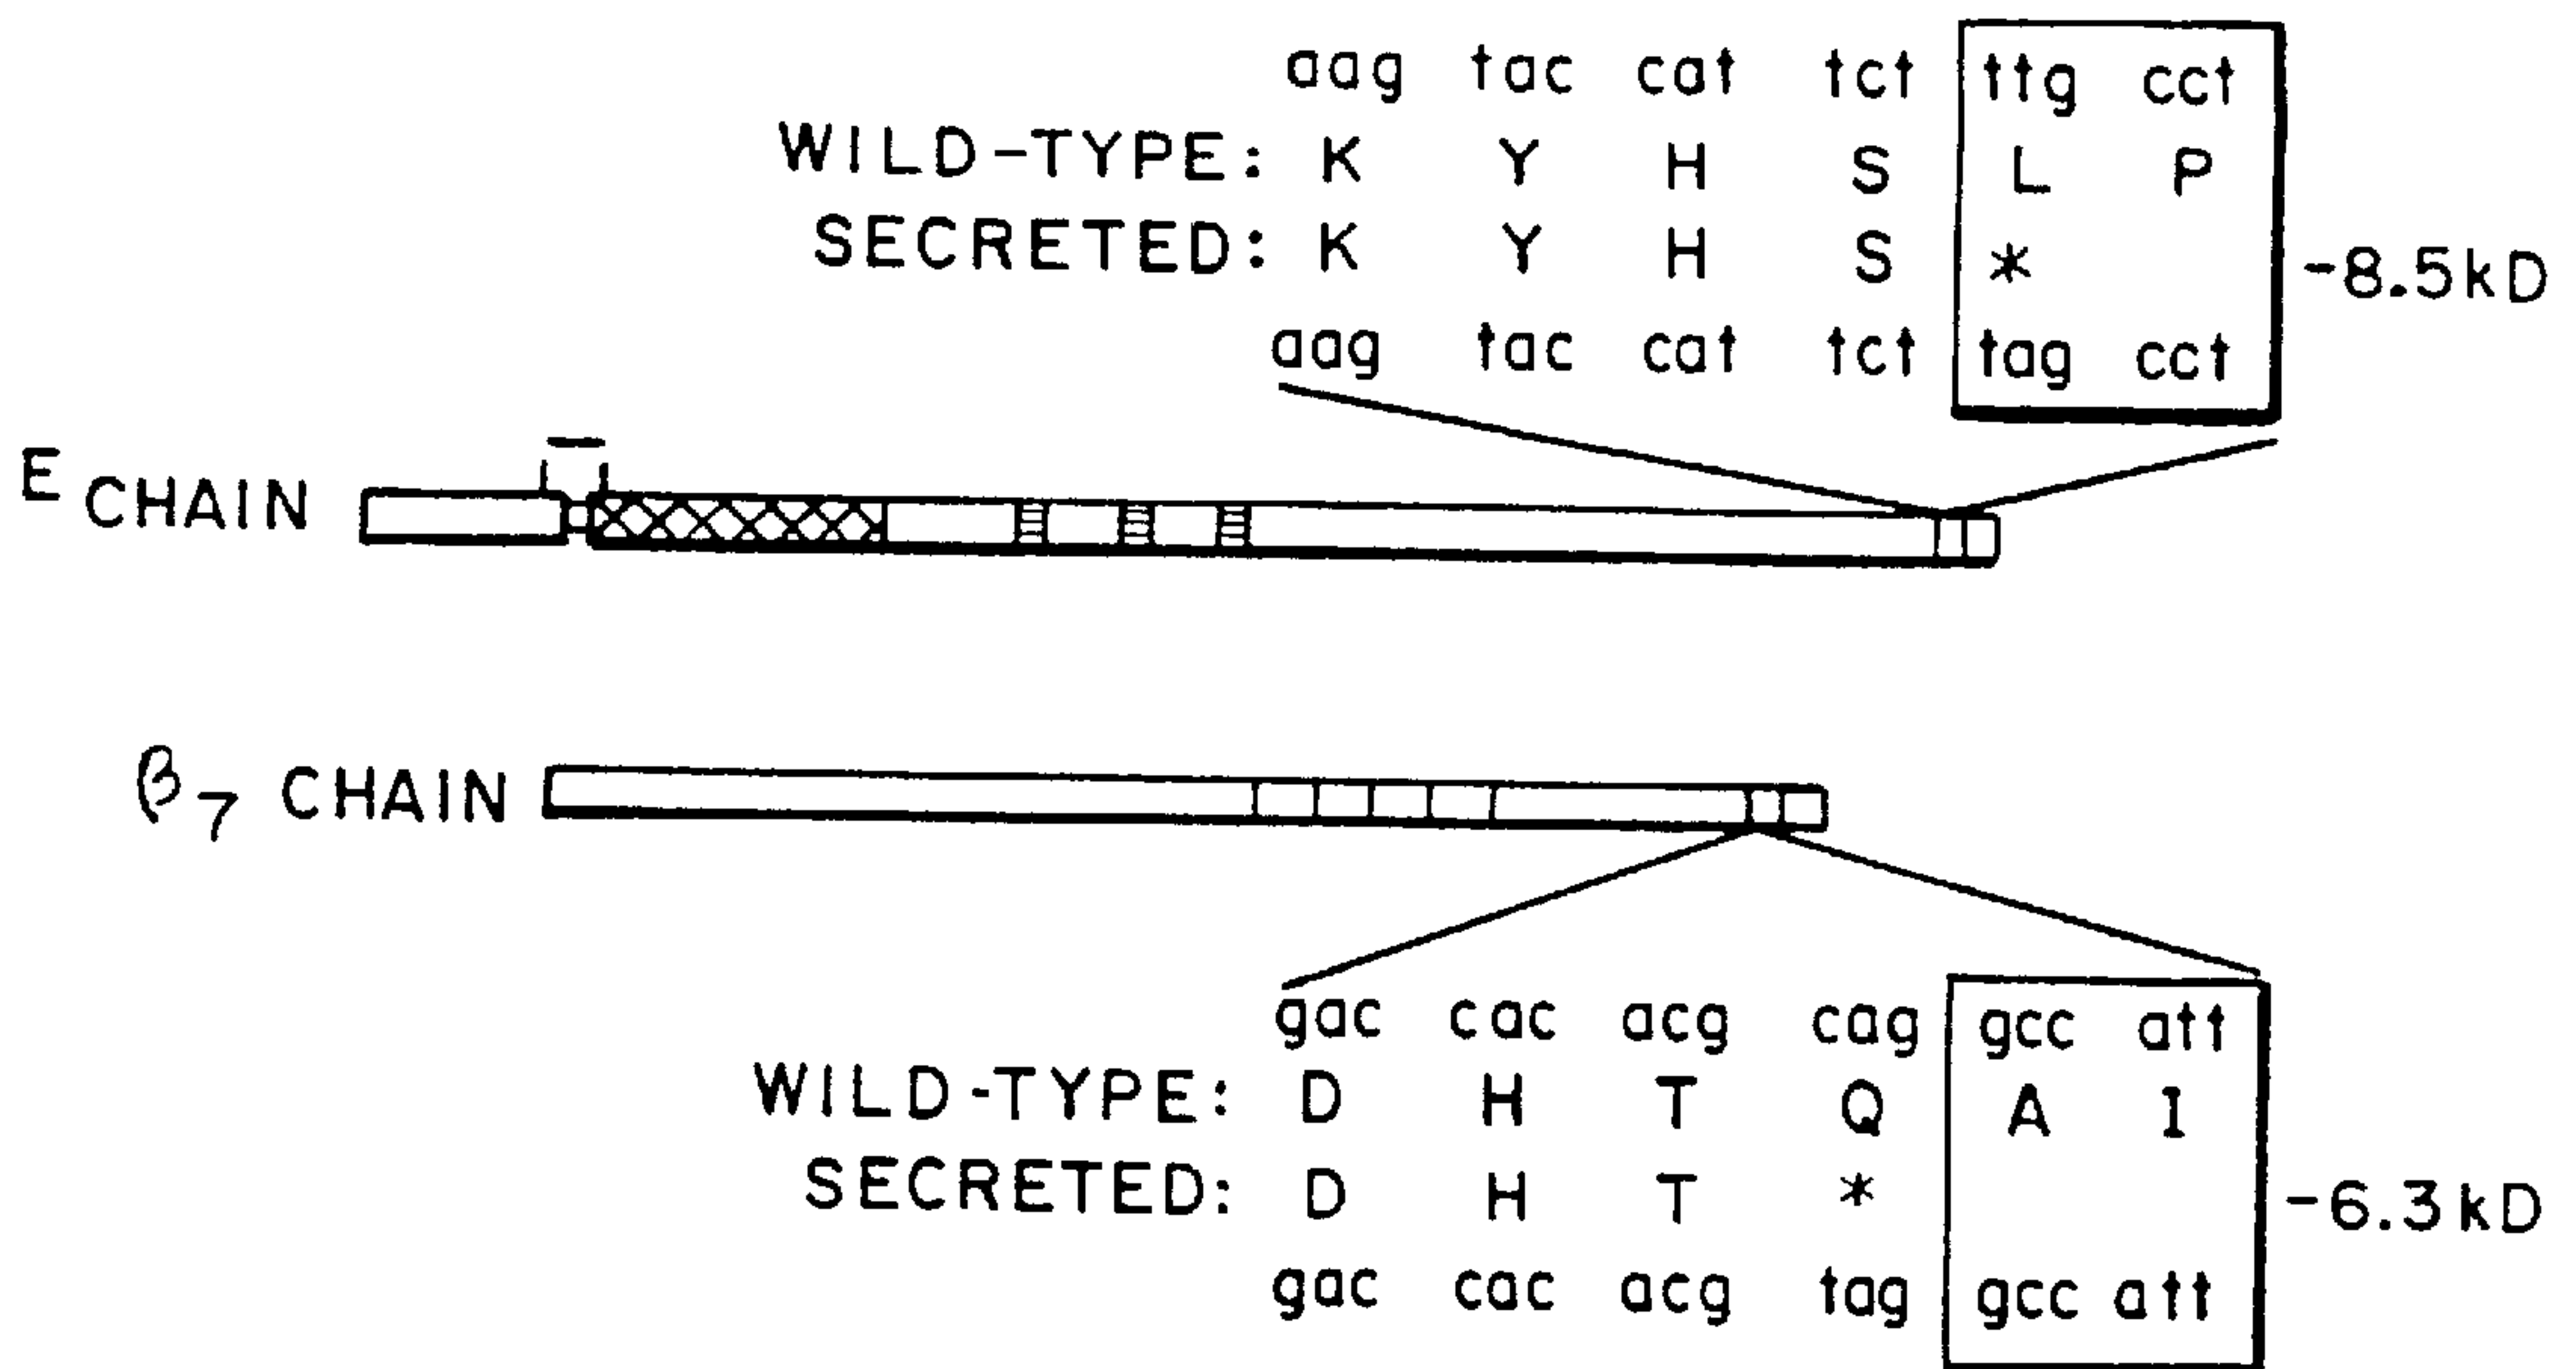 aag tac cat tct ttg cct
WILD-TYPE: K Y H S L P
SECRETED: K Y H S *
-8.5kD
aag tac cat tct tag cct
E CHAIN
β7 CHAIN
gac cac acg cag gcc att
WILD-TYPE: D H T Q A I
SECRETED: D H T *
-6.3kD
gac cac acg tag gcc att